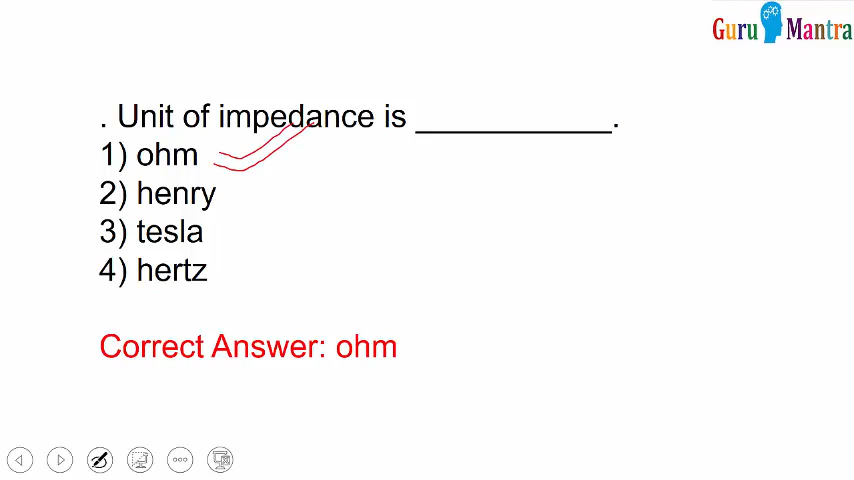 Guru Mantra
. Unit of impedance is ___________.
1) ohm
2) henry
3) tesla
4) hertz
Correct Answer: ohm